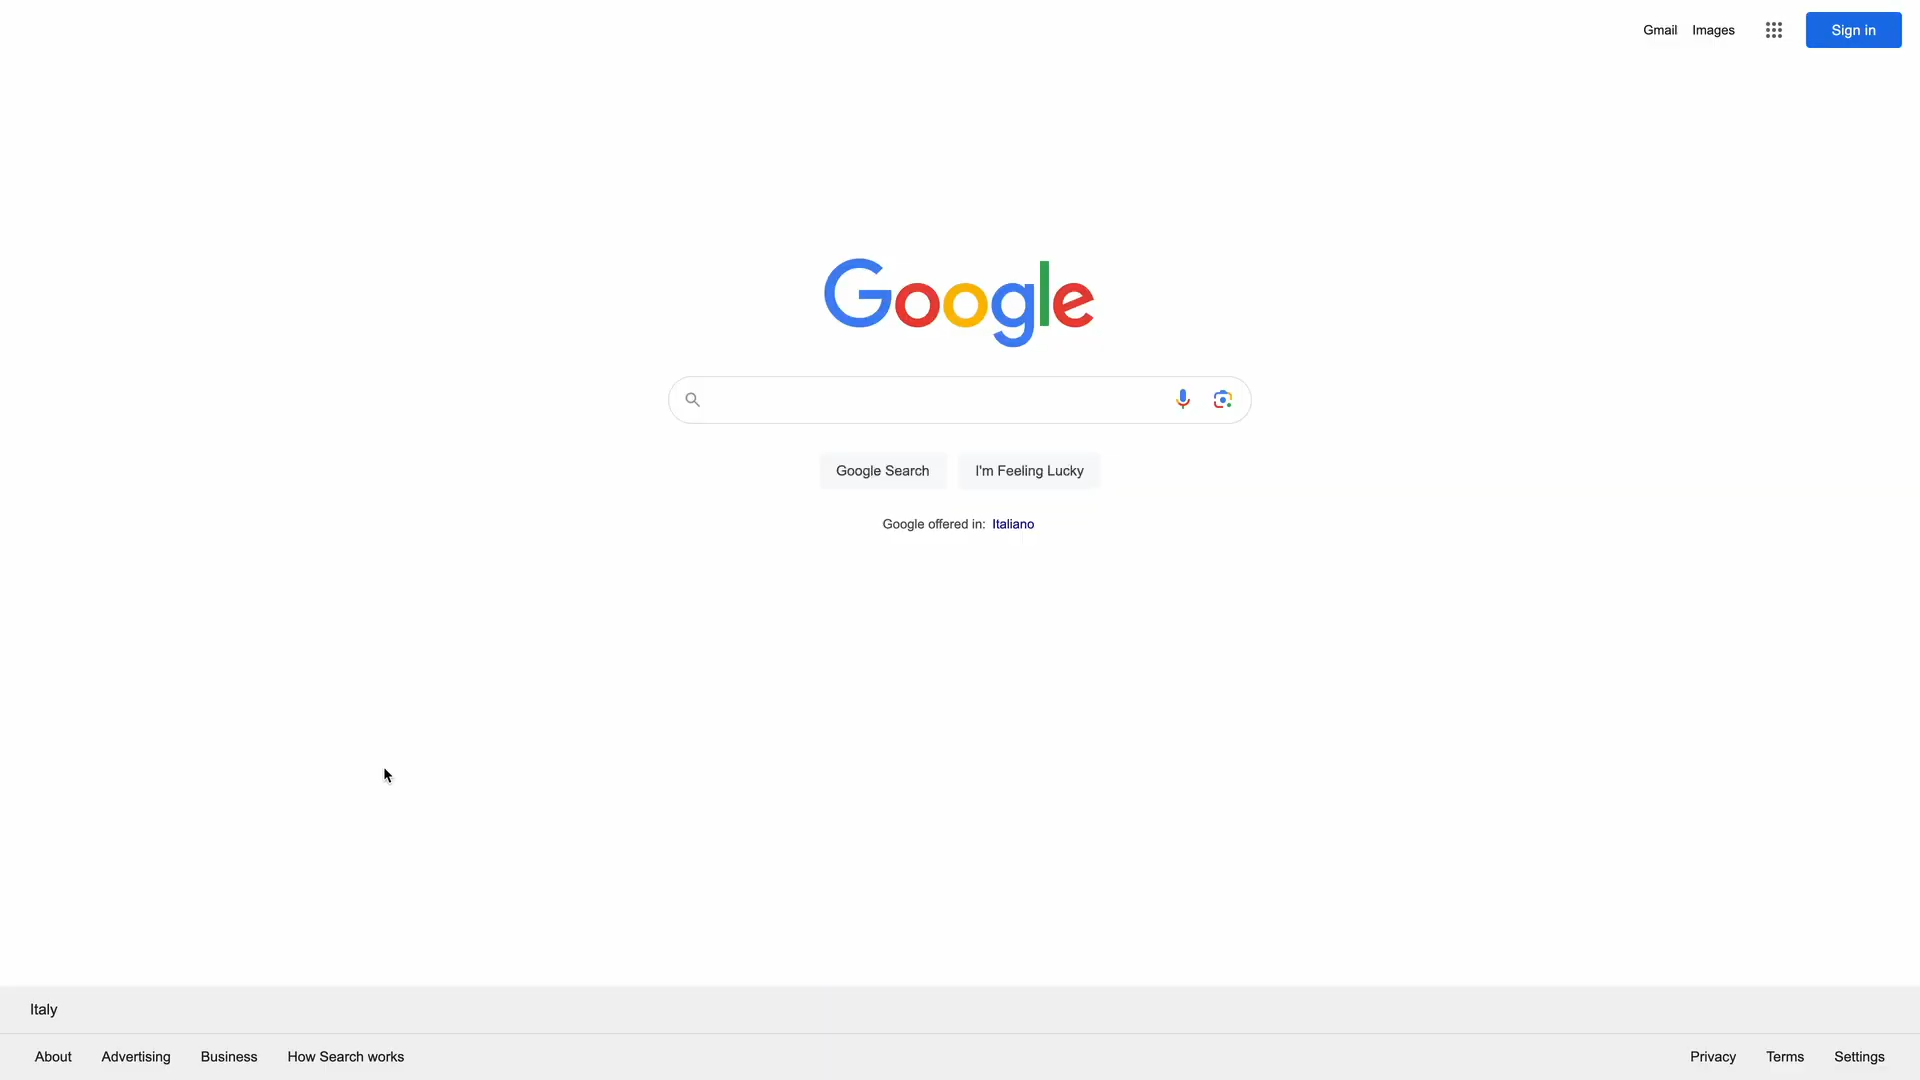 Gmail Images Sign in
Google
Google Search I'm Feeling Lucky
Google offered in: Italiano
Italy
About Advertising Business How Search works Privacy Terms Settings